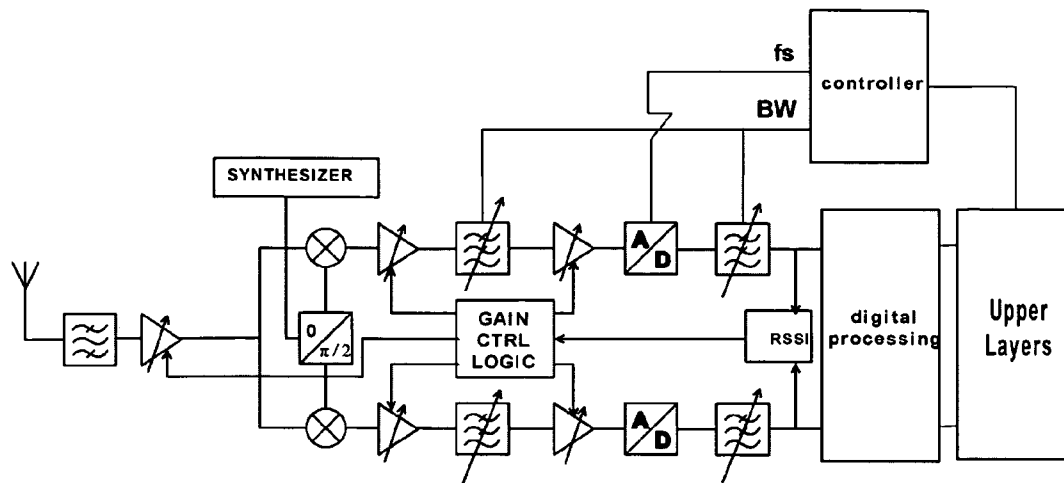 fs
controller
BW
SYNTHESIZER
A
D
0
π/2
GAIN
CTRL
LOGIC
RSSI
digital
processing
Upper
Layers
A
D